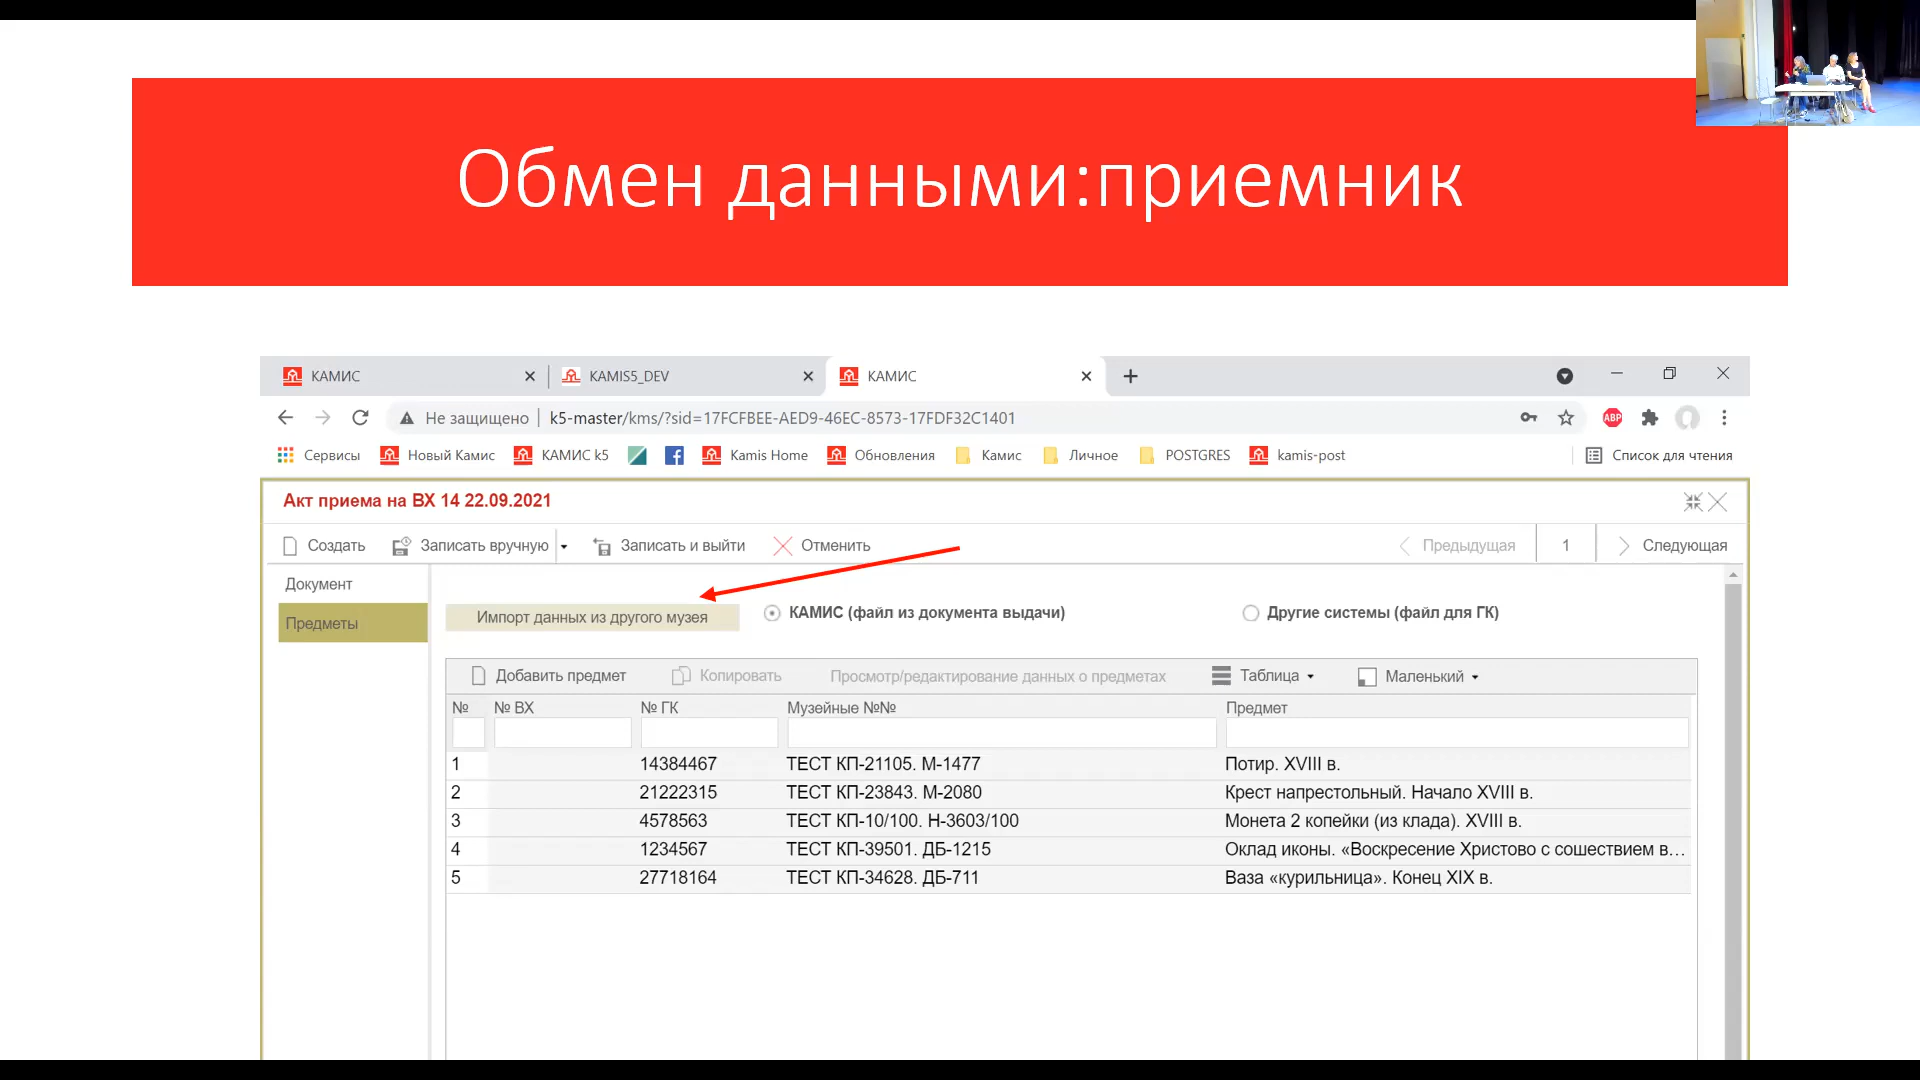 Обмен данными:приемник
КАМИС
KAMIS5_DEV
КАМИС
Не защищено
k5-master/kms/?sid=17FCFBEE-AED9-46EC-8573-17FDF32C1401
ABP
Сервисы
Новый Камис
КАМИС k5
Kamis Home
Обновления
Камис
Личное
POSTGRES
kamis-post
Список для чтения
Акт приема на ВХ 14 22.09.2021
Создать
Записать вручную
Записать и выйти
Отменить
Предыдущая
1
Следующая
Документ
Предметы
Импорт данных из другого музея
КАМИС (файл из документа выдачи)
Другие системы (файл для ГК)
Добавить предмет
Копировать
Просмотр/редактирование данных о предметах
Таблица
Маленький
№ № ВХ № ГК Музейные №№ Предмет
1 14384467 ТЕСТ КП-21105. М-1477 Потир. XVIII в.
2 21222315 ТЕСТ КП-23843. М-2080 Крест напрестольный. Начало XVIII в.
3 4578563 ТЕСТ КП-10/100. Н-3603/100 Монета 2 копейки (из клада). XVIII в.
4 1234567 ТЕСТ КП-39501. ДБ-1215 Оклад иконы. «Воскресение Христово с сошествием в...
5 27718164 ТЕСТ КП-34628. ДБ-711 Ваза «курильница». Конец XIX в.